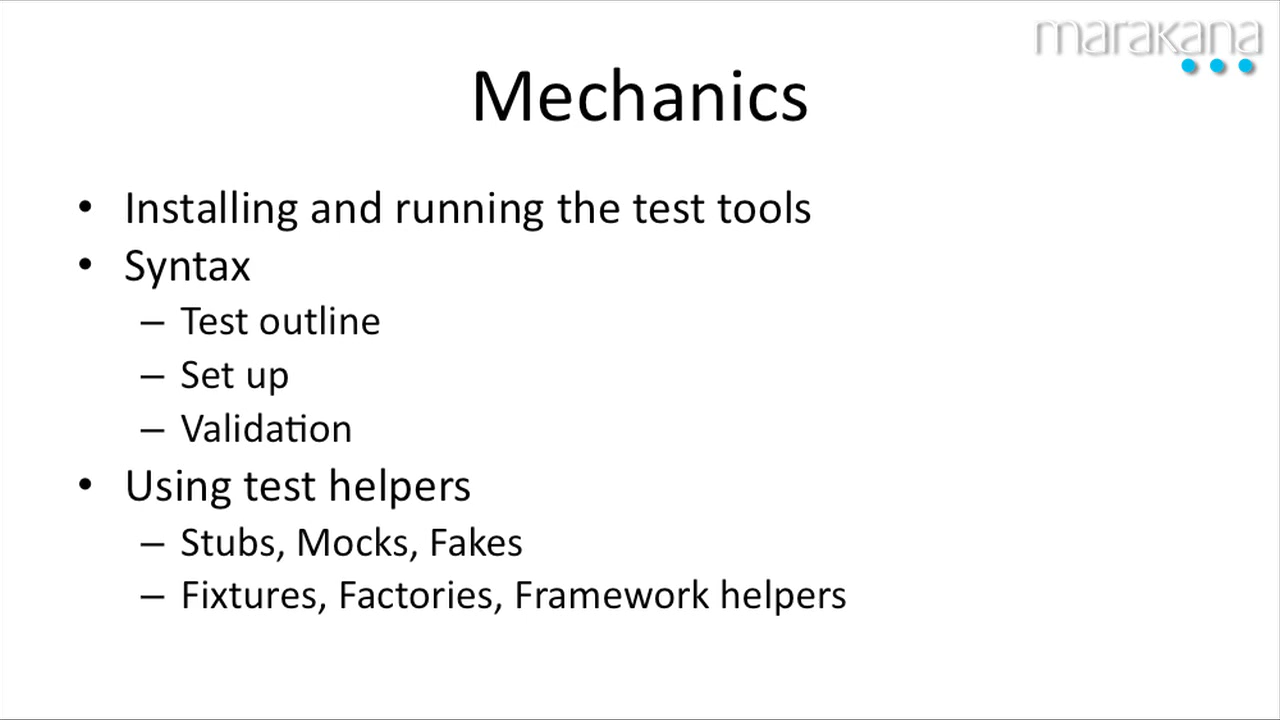 marakana
Mechanics
• Installing and running the test tools
• Syntax
– Test outline
– Set up
– Validation
• Using test helpers
– Stubs, Mocks, Fakes
– Fixtures, Factories, Framework helpers